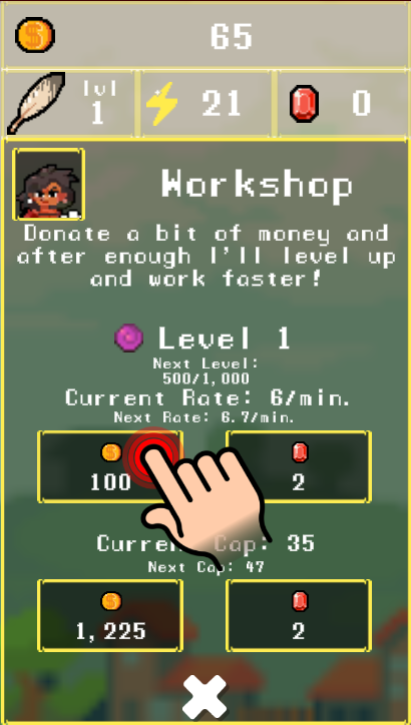 65
lvl
1
21
0
Workshop
Donate a bit of money and
after enough I'll level up
and work faster!
Level 1
Next Level:
500/1,000
Current Rate: 6/min.
Next Rate: 6.7/min.
100
2
Cap: 35
Next Cap: 47
1,225
2